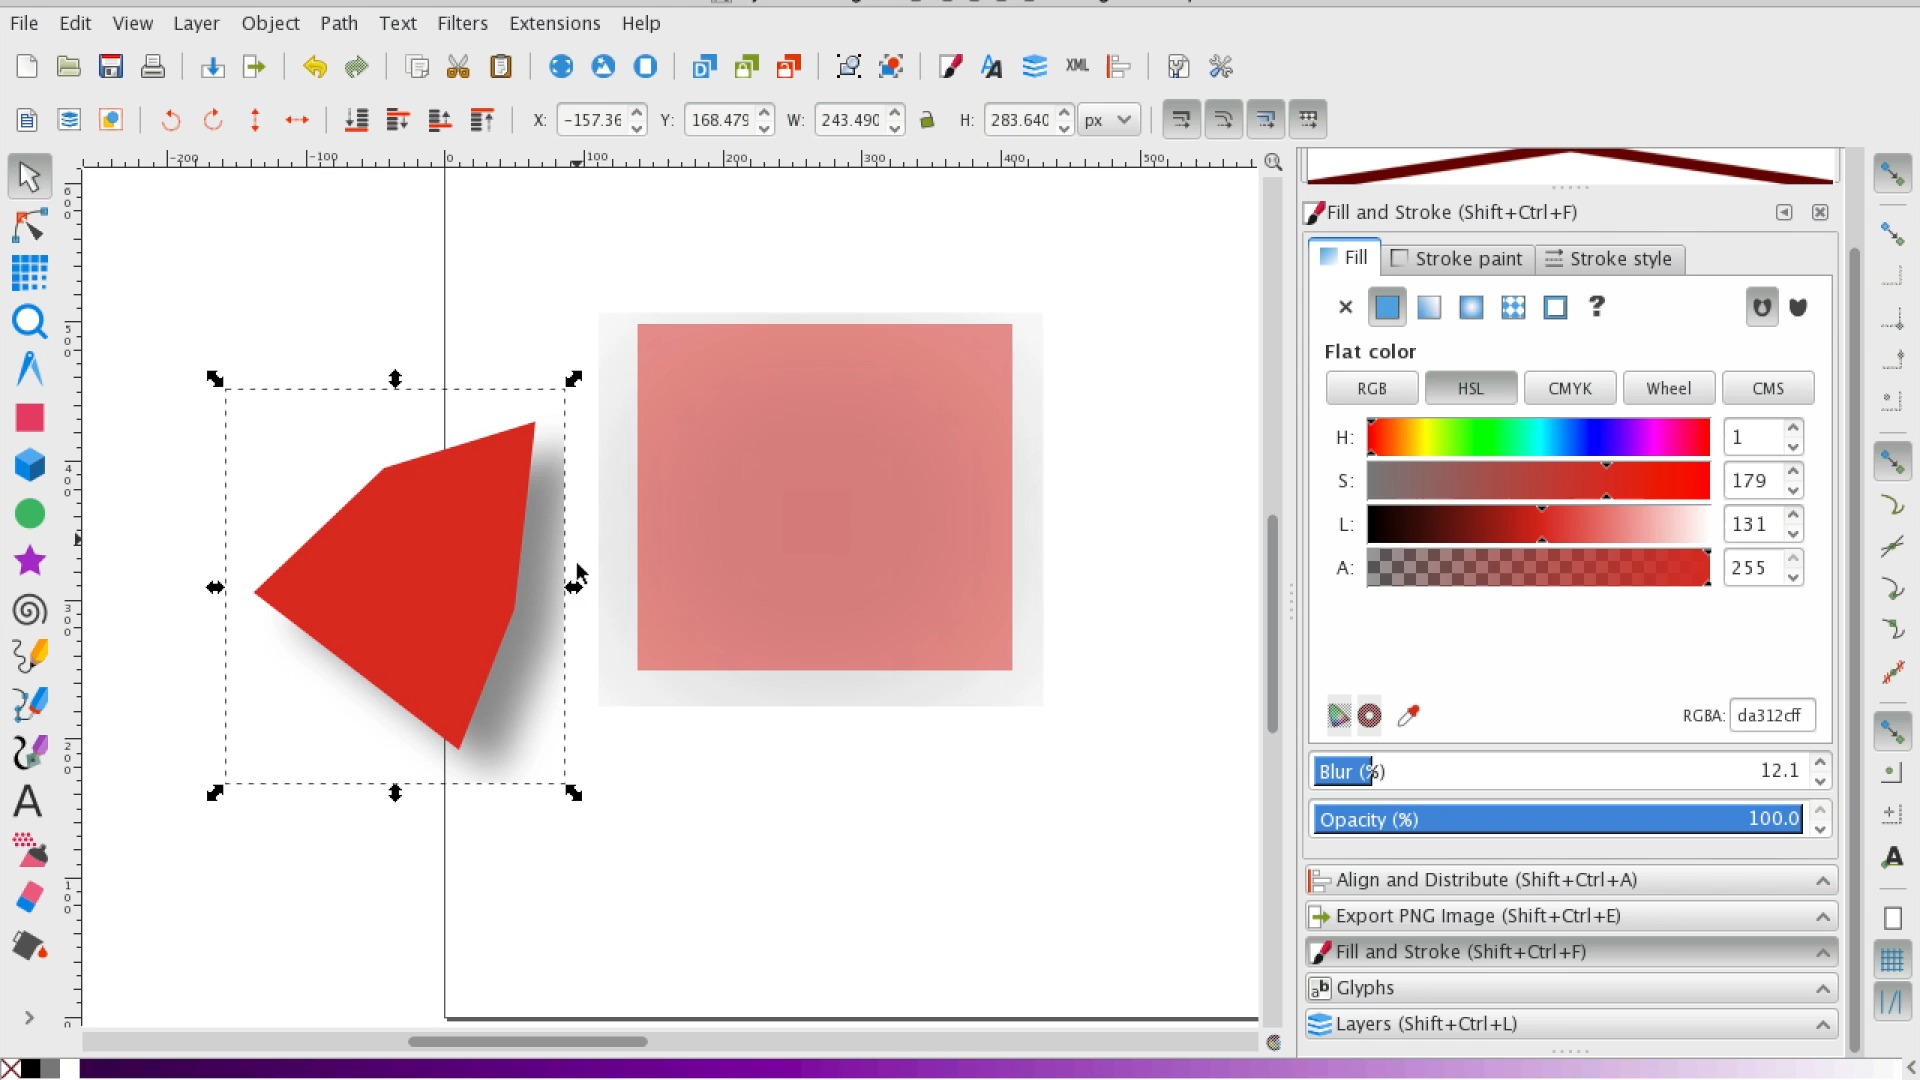 File Edit View Layer Object Path Text Filters Extensions Help
XML
X: -157.36 Y: 168.479 W: 243.490 H: 283.640 px
-200 -100 0 100 200 300 400 500
Fill and Stroke (Shift+Ctrl+F)
Fill Stroke paint Stroke style
?
Flat color
RGB HSL CMYK Wheel CMS
H: 1
S: 179
L: 131
A: 255
RGBA: da312cff
Blur (%) 12.1
Opacity (%) 100.0
Align and Distribute (Shift+Ctrl+A)
Export PNG Image (Shift+Ctrl+E)
Fill and Stroke (Shift+Ctrl+F)
Glyphs
Layers (Shift+Ctrl+L)